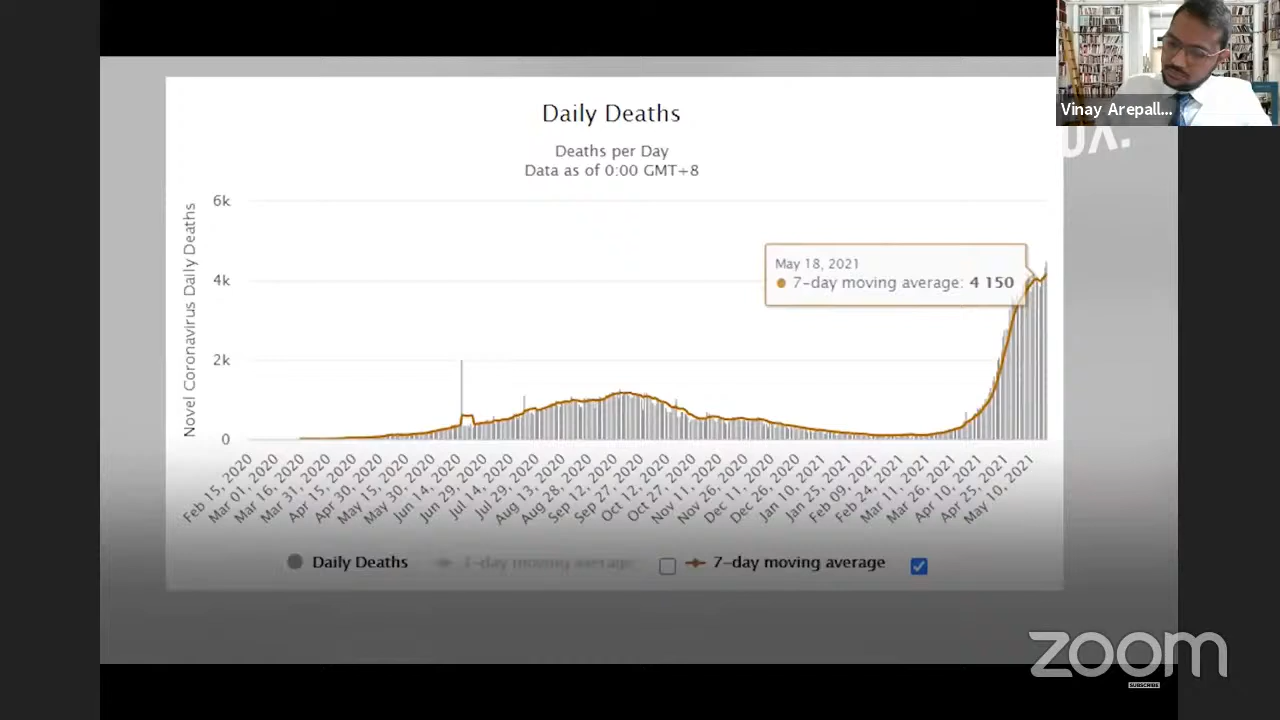 Vinay Arepall...
Daily Deaths
Deaths per Day
Data as of 0:00 GMT+8
Novel Coronavirus Daily Deaths
6k
4k
2k
0
May 18, 2021
7-day moving average: 4 150
Feb 15, 2020
Mar 01, 2020
Mar 16, 2020
Mar 31, 2020
Apr 15, 2020
Apr 30, 2020
May 15, 2020
May 30, 2020
Jun 14, 2020
Jun 29, 2020
Jul 14, 2020
Jul 29, 2020
Aug 13, 2020
Aug 28, 2020
Sep 12, 2020
Sep 27, 2020
Oct 12, 2020
Oct 27, 2020
Nov 11, 2020
Nov 26, 2020
Dec 11, 2020
Dec 26, 2020
Jan 10, 2021
Jan 25, 2021
Feb 09, 2021
Feb 24, 2021
Mar 11, 2021
Mar 26, 2021
Apr 10, 2021
Apr 25, 2021
May 10, 2021
Daily Deaths
-day moving average
7-day moving average
zoom
SUBSCRIBE